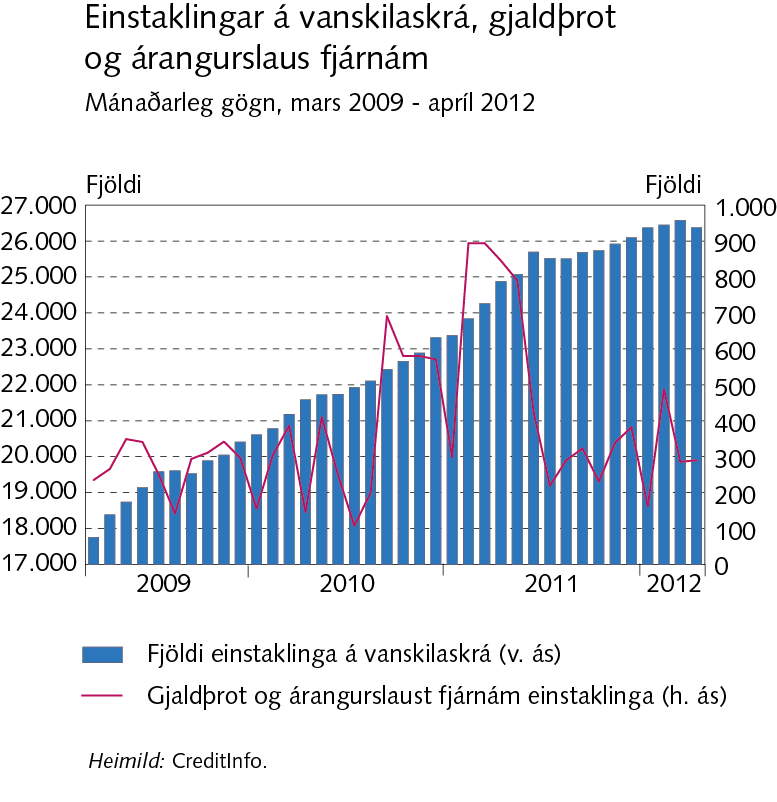 Einstaklingar á vanskilaskrá, gjaldþrot
og árangurslaus fjárnám
Mánaðarleg gögn, mars 2009 - apríl 2012
Fjöldi Fjöldi
27.000 1.000
26.000 900
25.000 800
24.000 700
23.000 600
22.000 500
21.000 400
20.000 300
19.000 200
18.000 100
17.000 0
2009 2010 2011 2012
Fjöldi einstaklinga á vanskilaskrá (v. ás)
Gjaldþrot og árangurslaust fjárnám einstaklinga (h. ás)
Heimild: CreditInfo.